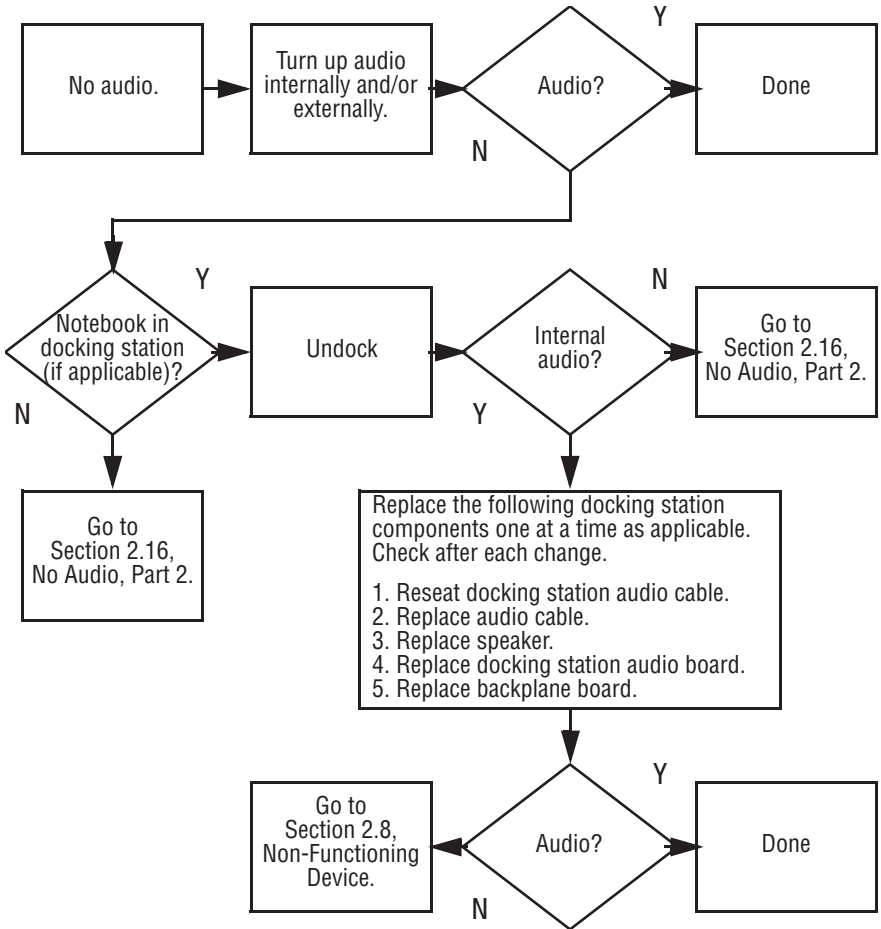 No audio.
Turn up audio
internally and/or
externally.
Audio?
Y
Done
N
Notebook in
docking station
(if applicable)?
Y
Undock
Internal
audio?
N
Go to
Section 2.16,
No Audio, Part 2.
N
Y
Go to
Section 2.16,
No Audio, Part 2.
Replace the following docking station
components one at a time as applicable.
Check after each change.
1. Reseat docking station audio cable.
2. Replace audio cable.
3. Replace speaker.
4. Replace docking station audio board.
5. Replace backplane board.
Audio?
Y
Done
N
Go to
Section 2.8,
Non-Functioning
Device.